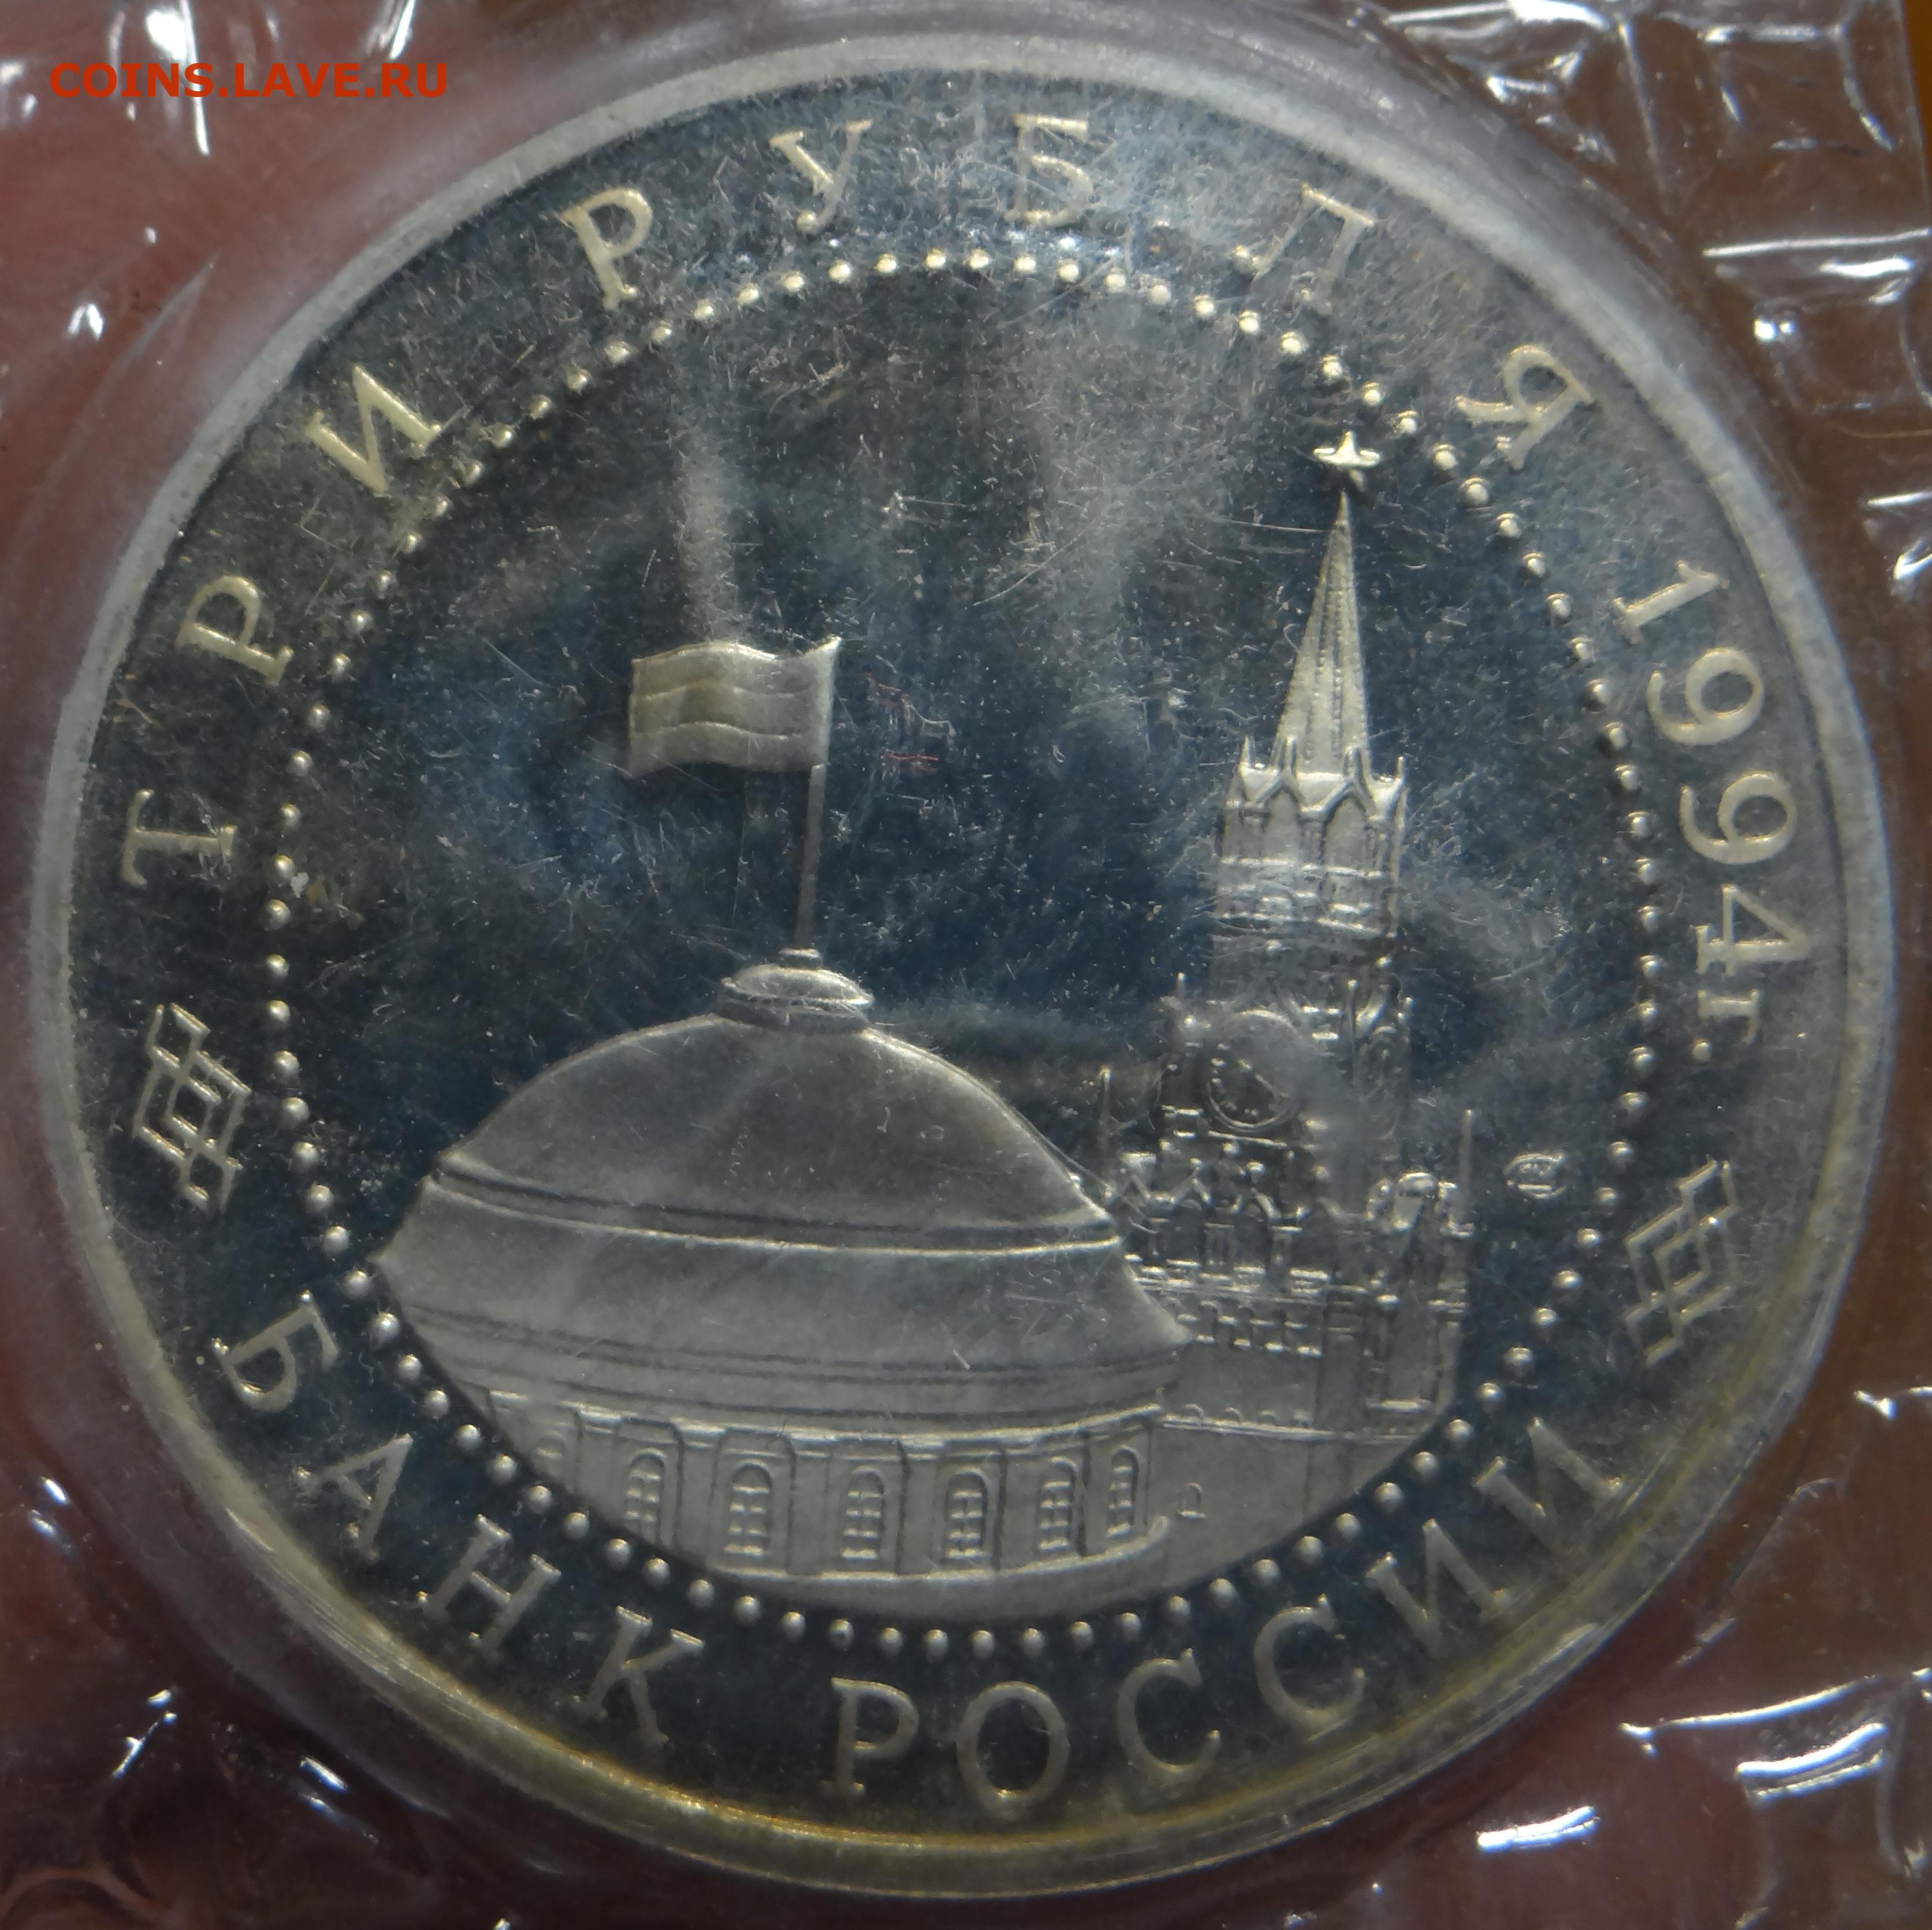 COINS.LAVE.RU
ТРИ РУБЛЯ 1994г.
БАНК РОССИИ